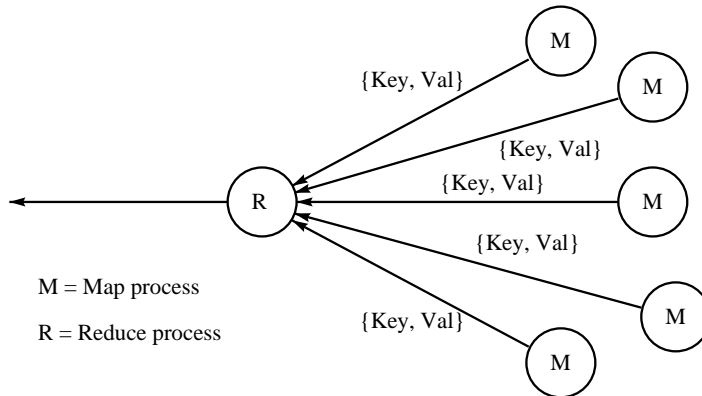 M
{Key, Val}
M
{Key, Val}
{Key, Val}
R
M
{Key, Val}
M = Map process
M
{Key, Val}
R = Reduce process
M